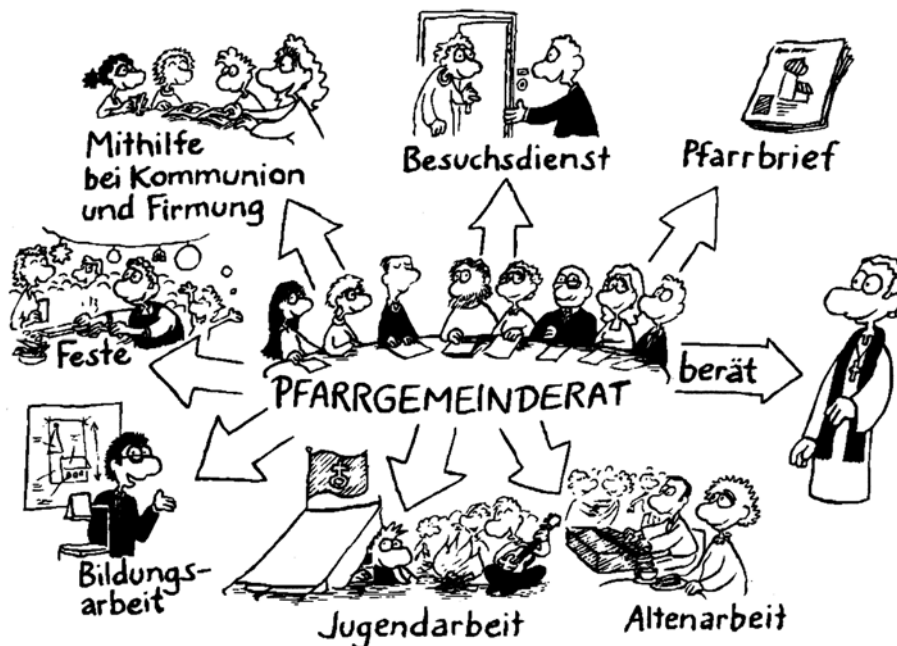 Mithilfe
bei Kommunion
und Firmung
Besuchsdienst
Pfarrbrief
Feste
PFARRGEMEINDERAT
berät
Bildungs-
arbeit
Jugendarbeit
Altenarbeit